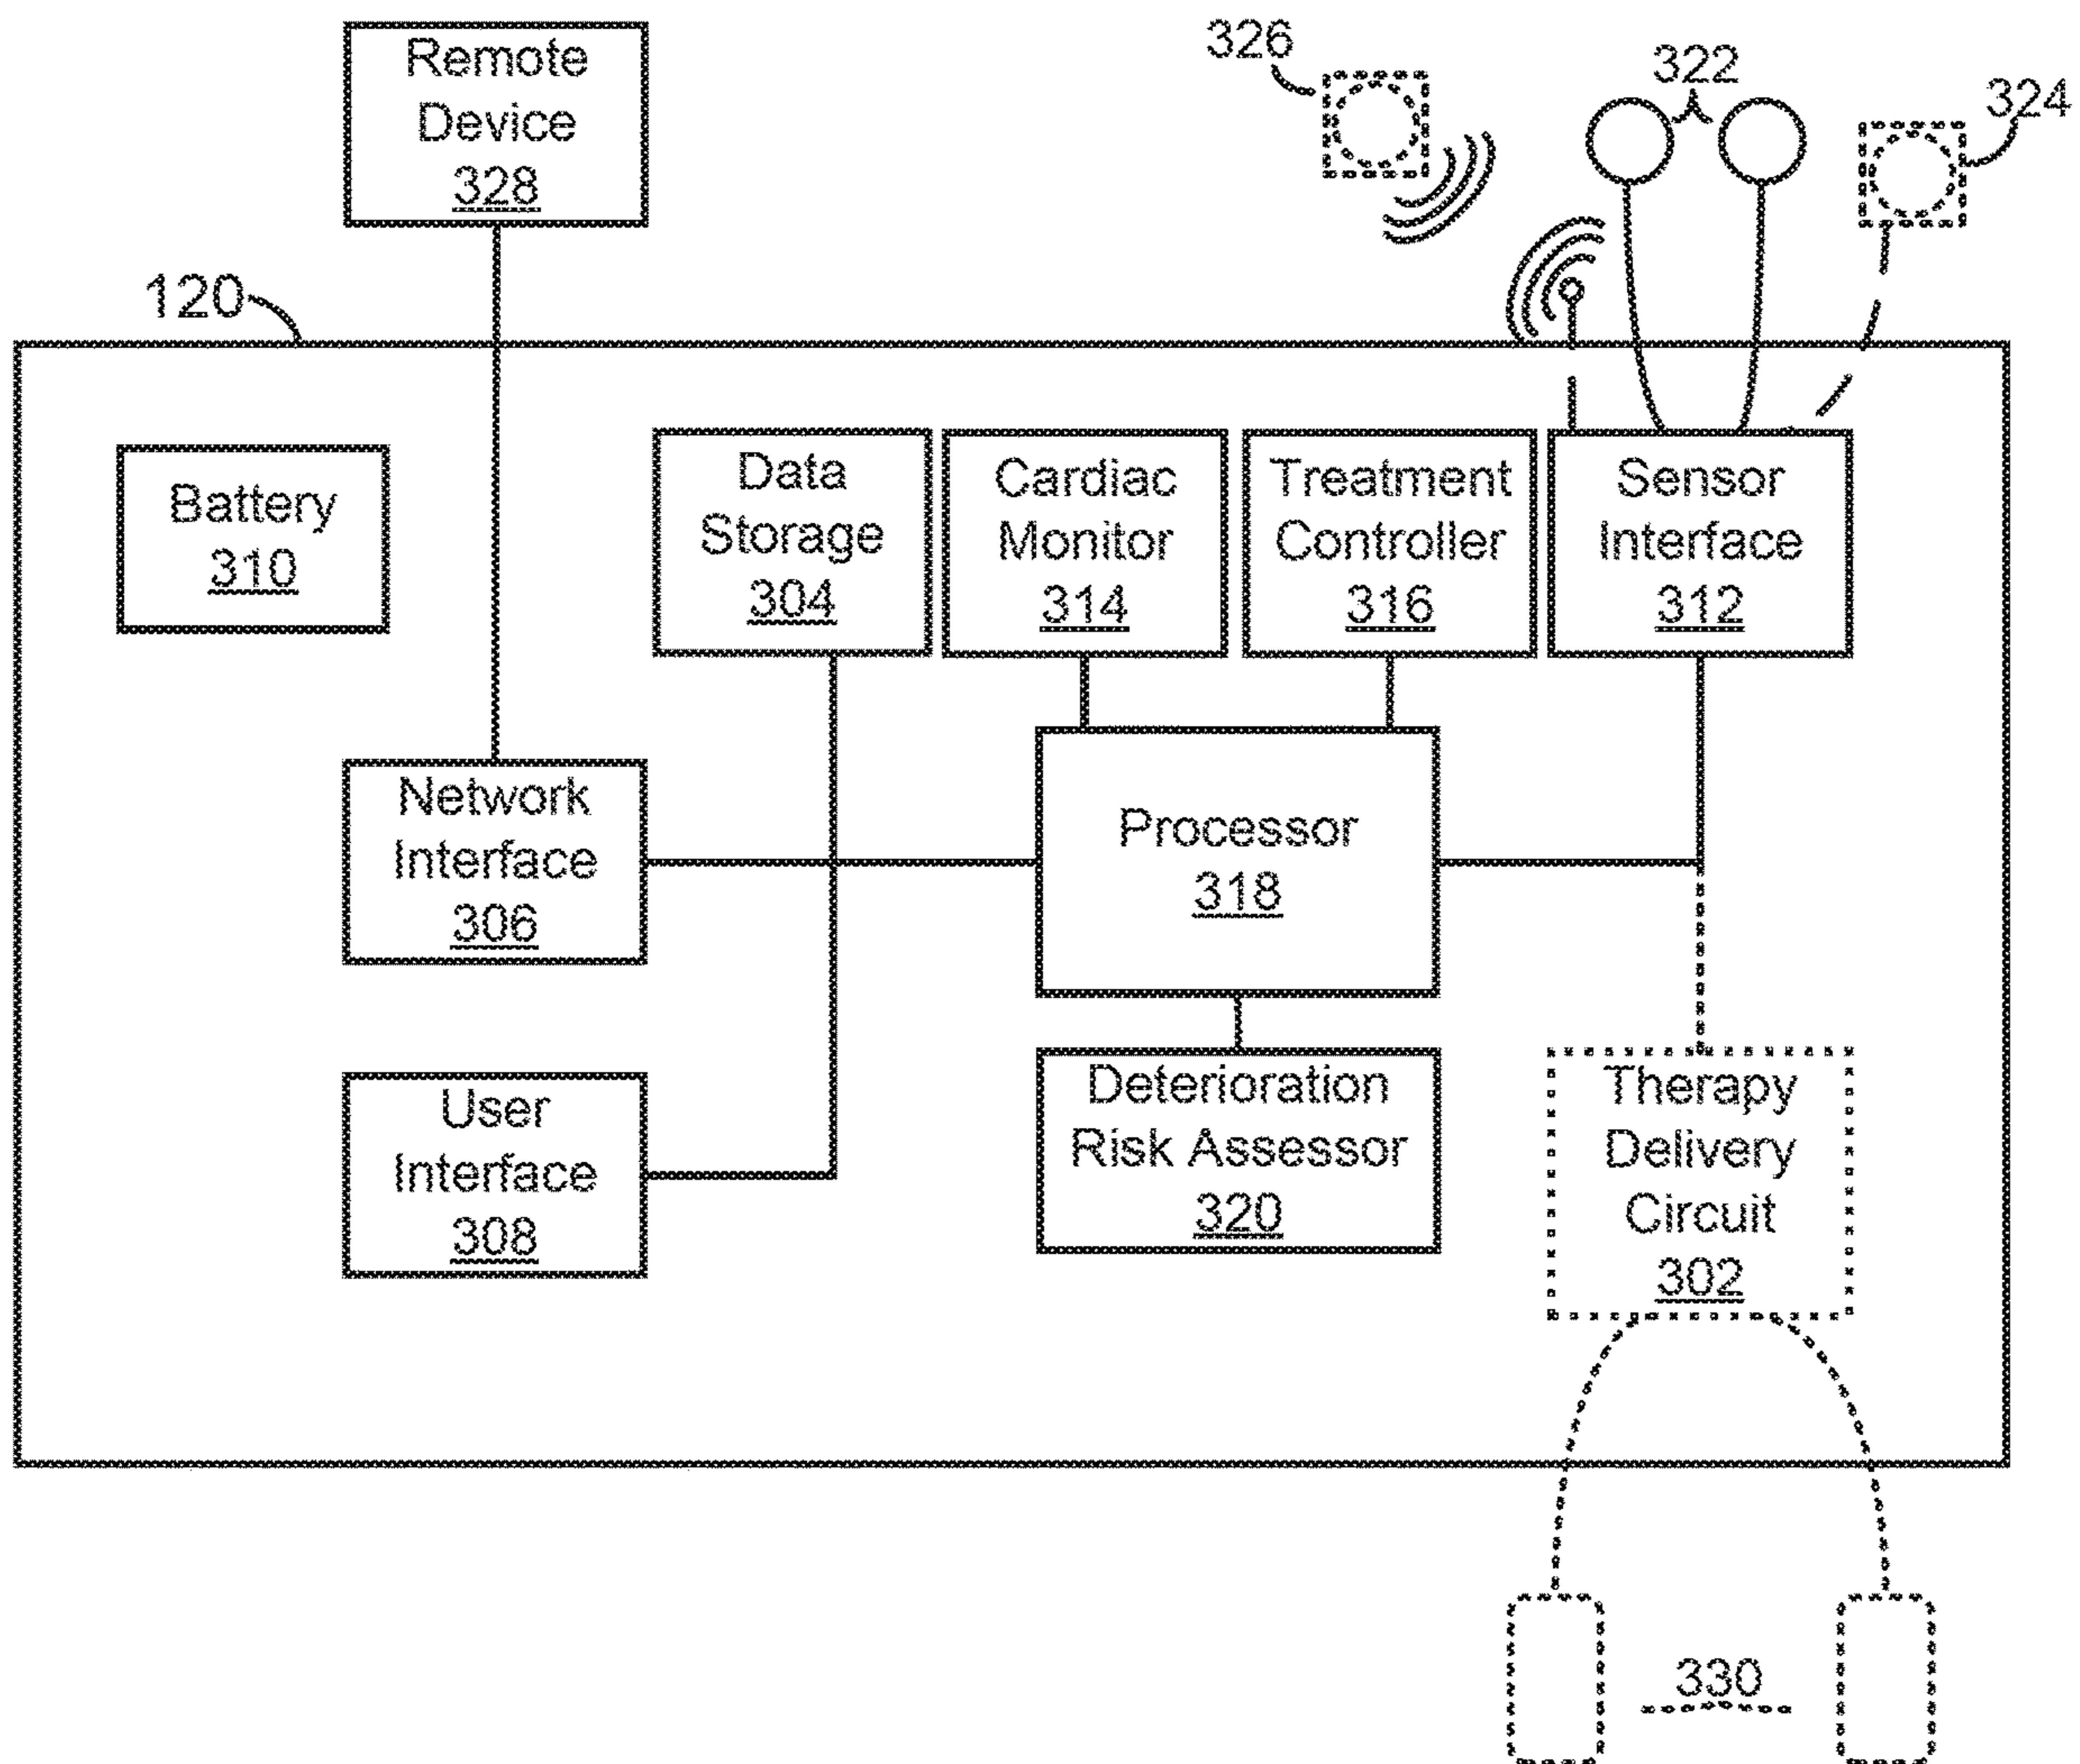 326
322
324
Remote
Device
328
120
Battery
310
Data
Storage
304
Cardiac
Monitor
314
Treatment
Controller
316
Sensor
Interface
312
Network
Interface
306
Processor
318
User
Interface
308
Deterioration
Risk Assessor
320
Therapy
Delivery
Circuit
302
330